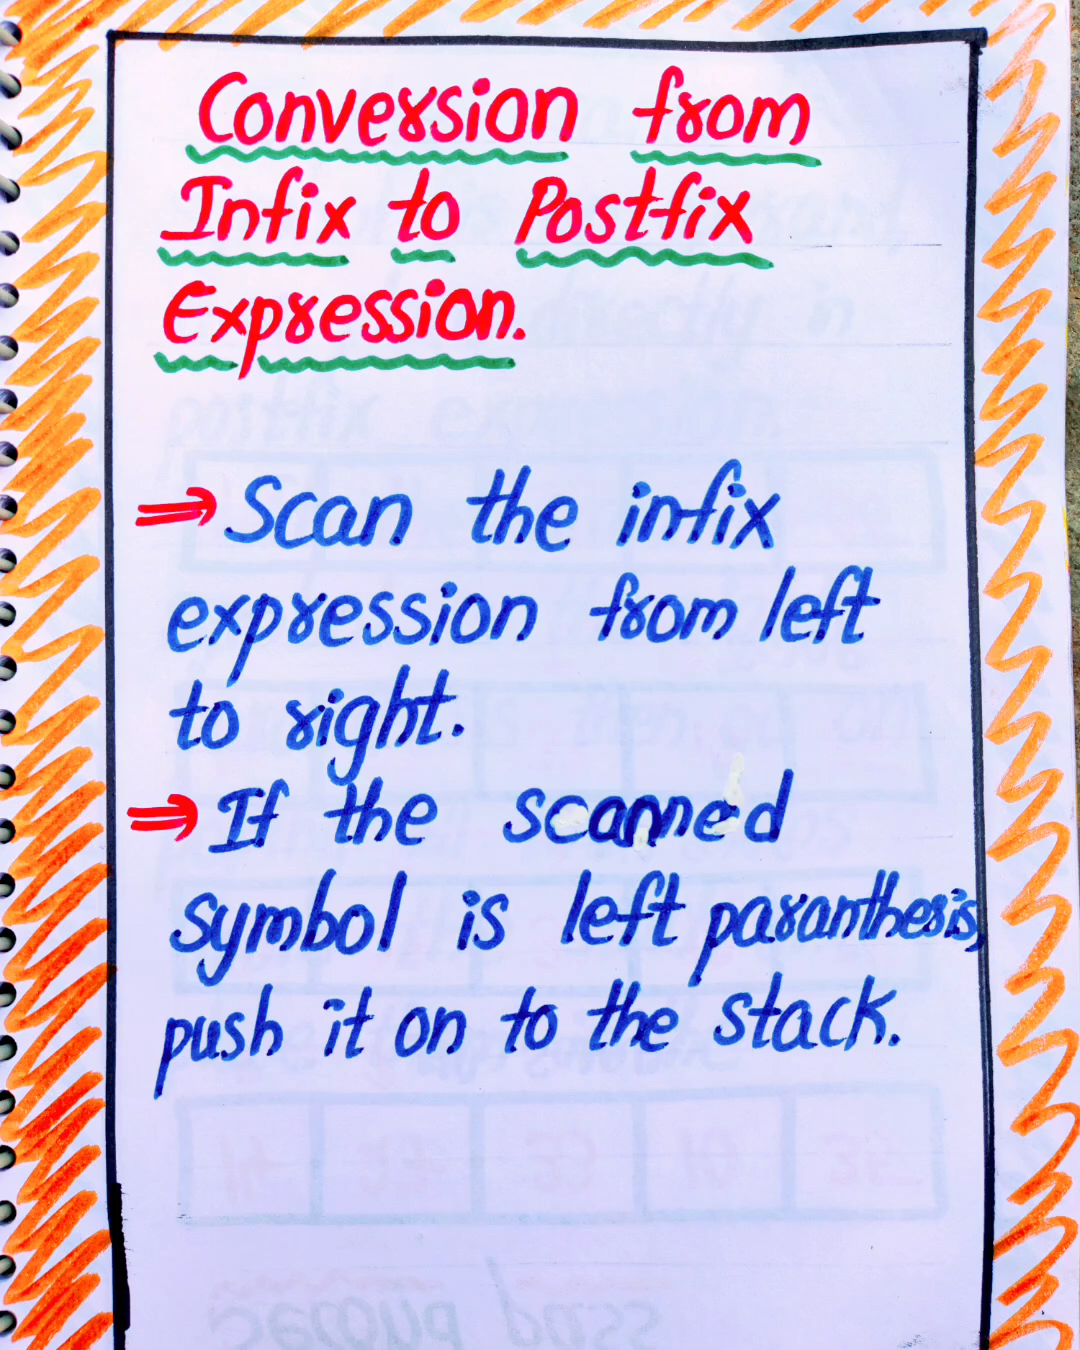 Conversion from
Infix to Postfix
Expression.
⇒ Scan the infix
expression from left
to right.
⇒ If the scanned
symbol is left paranthesis,
push it on to the stack.